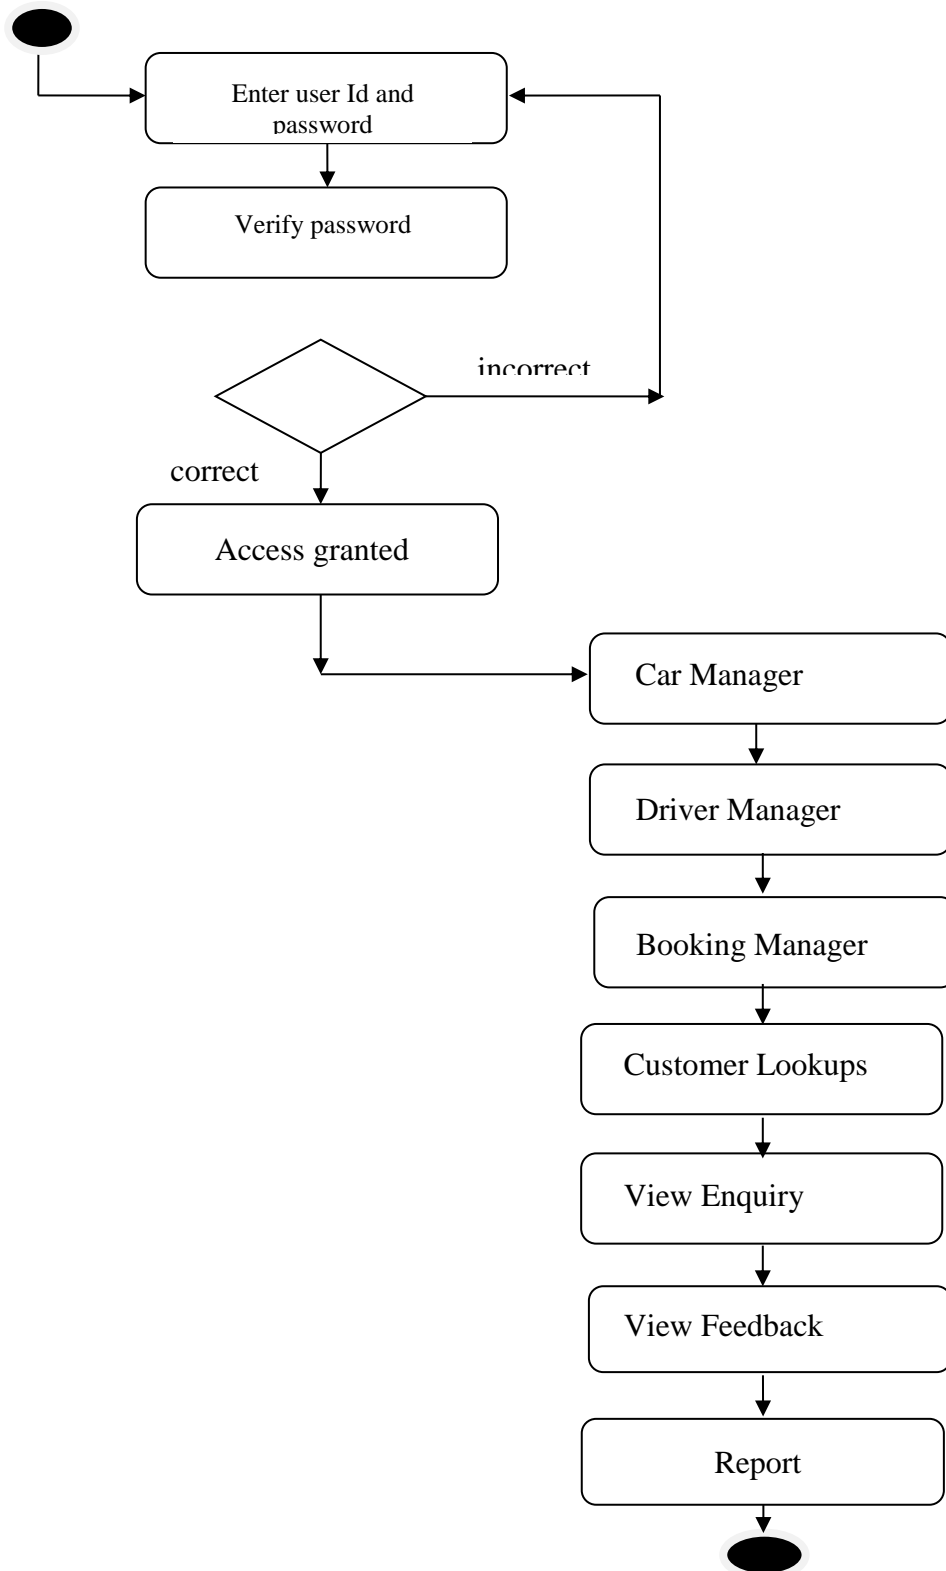 Enter user Id and
password
Verify password
incorrect
correct
Access granted
Car Manager
Driver Manager
Booking Manager
Customer Lookups
View Enquiry
View Feedback
Report